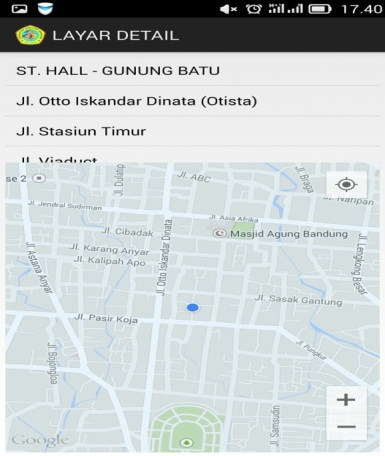 17.40
LAYAR DETAIL
ST. HALL - GUNUNG BATU
Jl. Otto Iskandar Dinata (Otista)
Jl. Stasiun Timur
Jl. Viaduct
se 2
Jl. Dulatip
Jl. ABC
Jl. Braga
Naripan
Jl. Jendral Sudirman
Jl. Asia Afrika
Jl. Cibadak
Masjid Agung Bandung
Jl. Karang Anyar
Jl. Kalipah Apo
Jl. Otto Iskandar Dinata
Jl. Astana Anyar
Jl. Lengkong Besar
Jl. Sasak Gantung
Jl. Pasir Koja
Jl. Pungkur
Jl. Bojongloa
Jl. Samsudin
+
−
Google